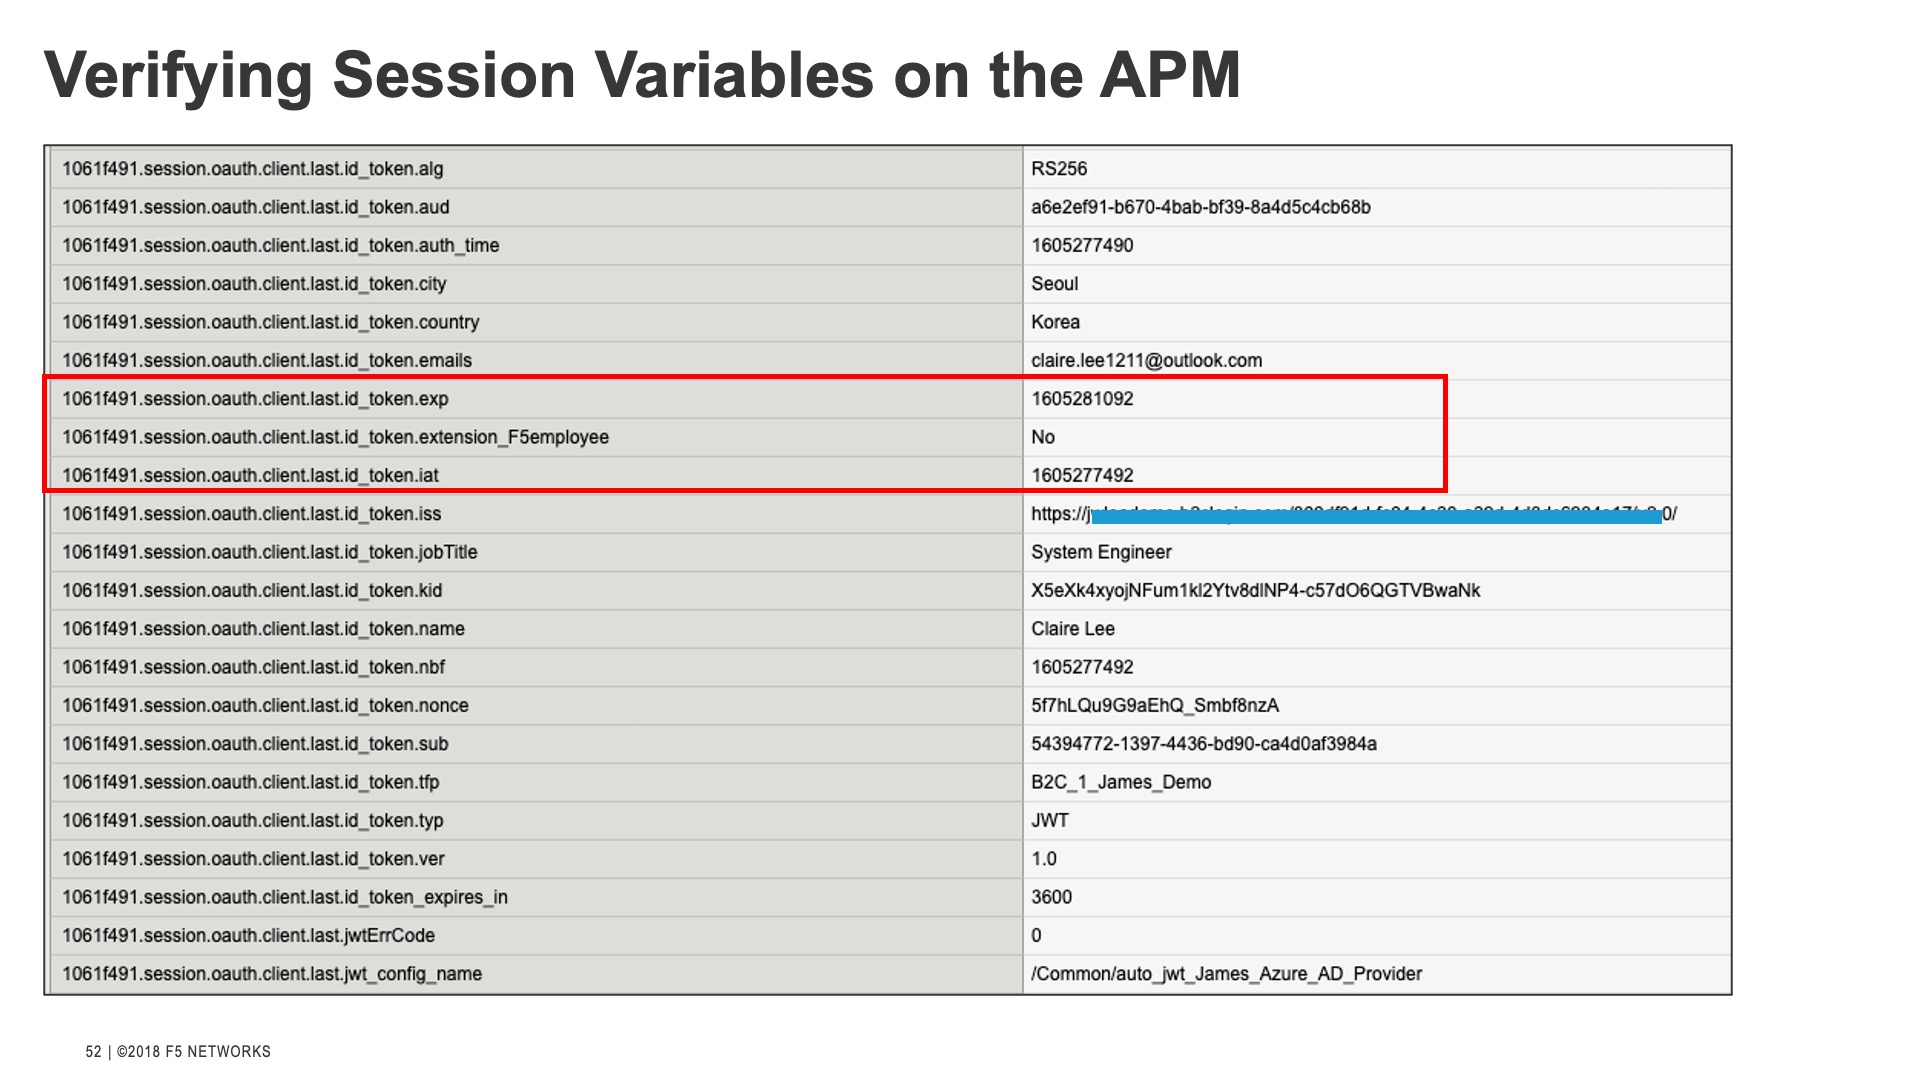 Verifying Session Variables on the APM
1061f491.session.oauth.client.last.id_token.alg RS256
1061f491.session.oauth.client.last.id_token.aud a6e2ef91-b670-4bab-bf39-8a4d5c4cb68b
1061f491.session.oauth.client.last.id_token.auth_time 1605277490
1061f491.session.oauth.client.last.id_token.city Seoul
1061f491.session.oauth.client.last.id_token.country Korea
1061f491.session.oauth.client.last.id_token.emails claire.lee1211@outlook.com
1061f491.session.oauth.client.last.id_token.exp 1605281092
1061f491.session.oauth.client.last.id_token.extension_F5employee No
1061f491.session.oauth.client.last.id_token.iat 1605277492
1061f491.session.oauth.client.last.id_token.iss https://j 0/
1061f491.session.oauth.client.last.id_token.jobTitle System Engineer
1061f491.session.oauth.client.last.id_token.kid X5eXk4xyojNFum1kl2Ytv8dlNP4-c57dO6QGTVBwaNk
1061f491.session.oauth.client.last.id_token.name Claire Lee
1061f491.session.oauth.client.last.id_token.nbf 1605277492
1061f491.session.oauth.client.last.id_token.nonce 5f7hLQu9G9aEhQ_Smbf8nzA
1061f491.session.oauth.client.last.id_token.sub 54394772-1397-4436-bd90-ca4d0af3984a
1061f491.session.oauth.client.last.id_token.tfp B2C_1_James_Demo
1061f491.session.oauth.client.last.id_token.typ JWT
1061f491.session.oauth.client.last.id_token.ver 1.0
1061f491.session.oauth.client.last.id_token_expires_in 3600
1061f491.session.oauth.client.last.jwtErrCode 0
1061f491.session.oauth.client.last.jwt_config_name /Common/auto_jwt_James_Azure_AD_Provider
52 | ©2018 F5 NETWORKS